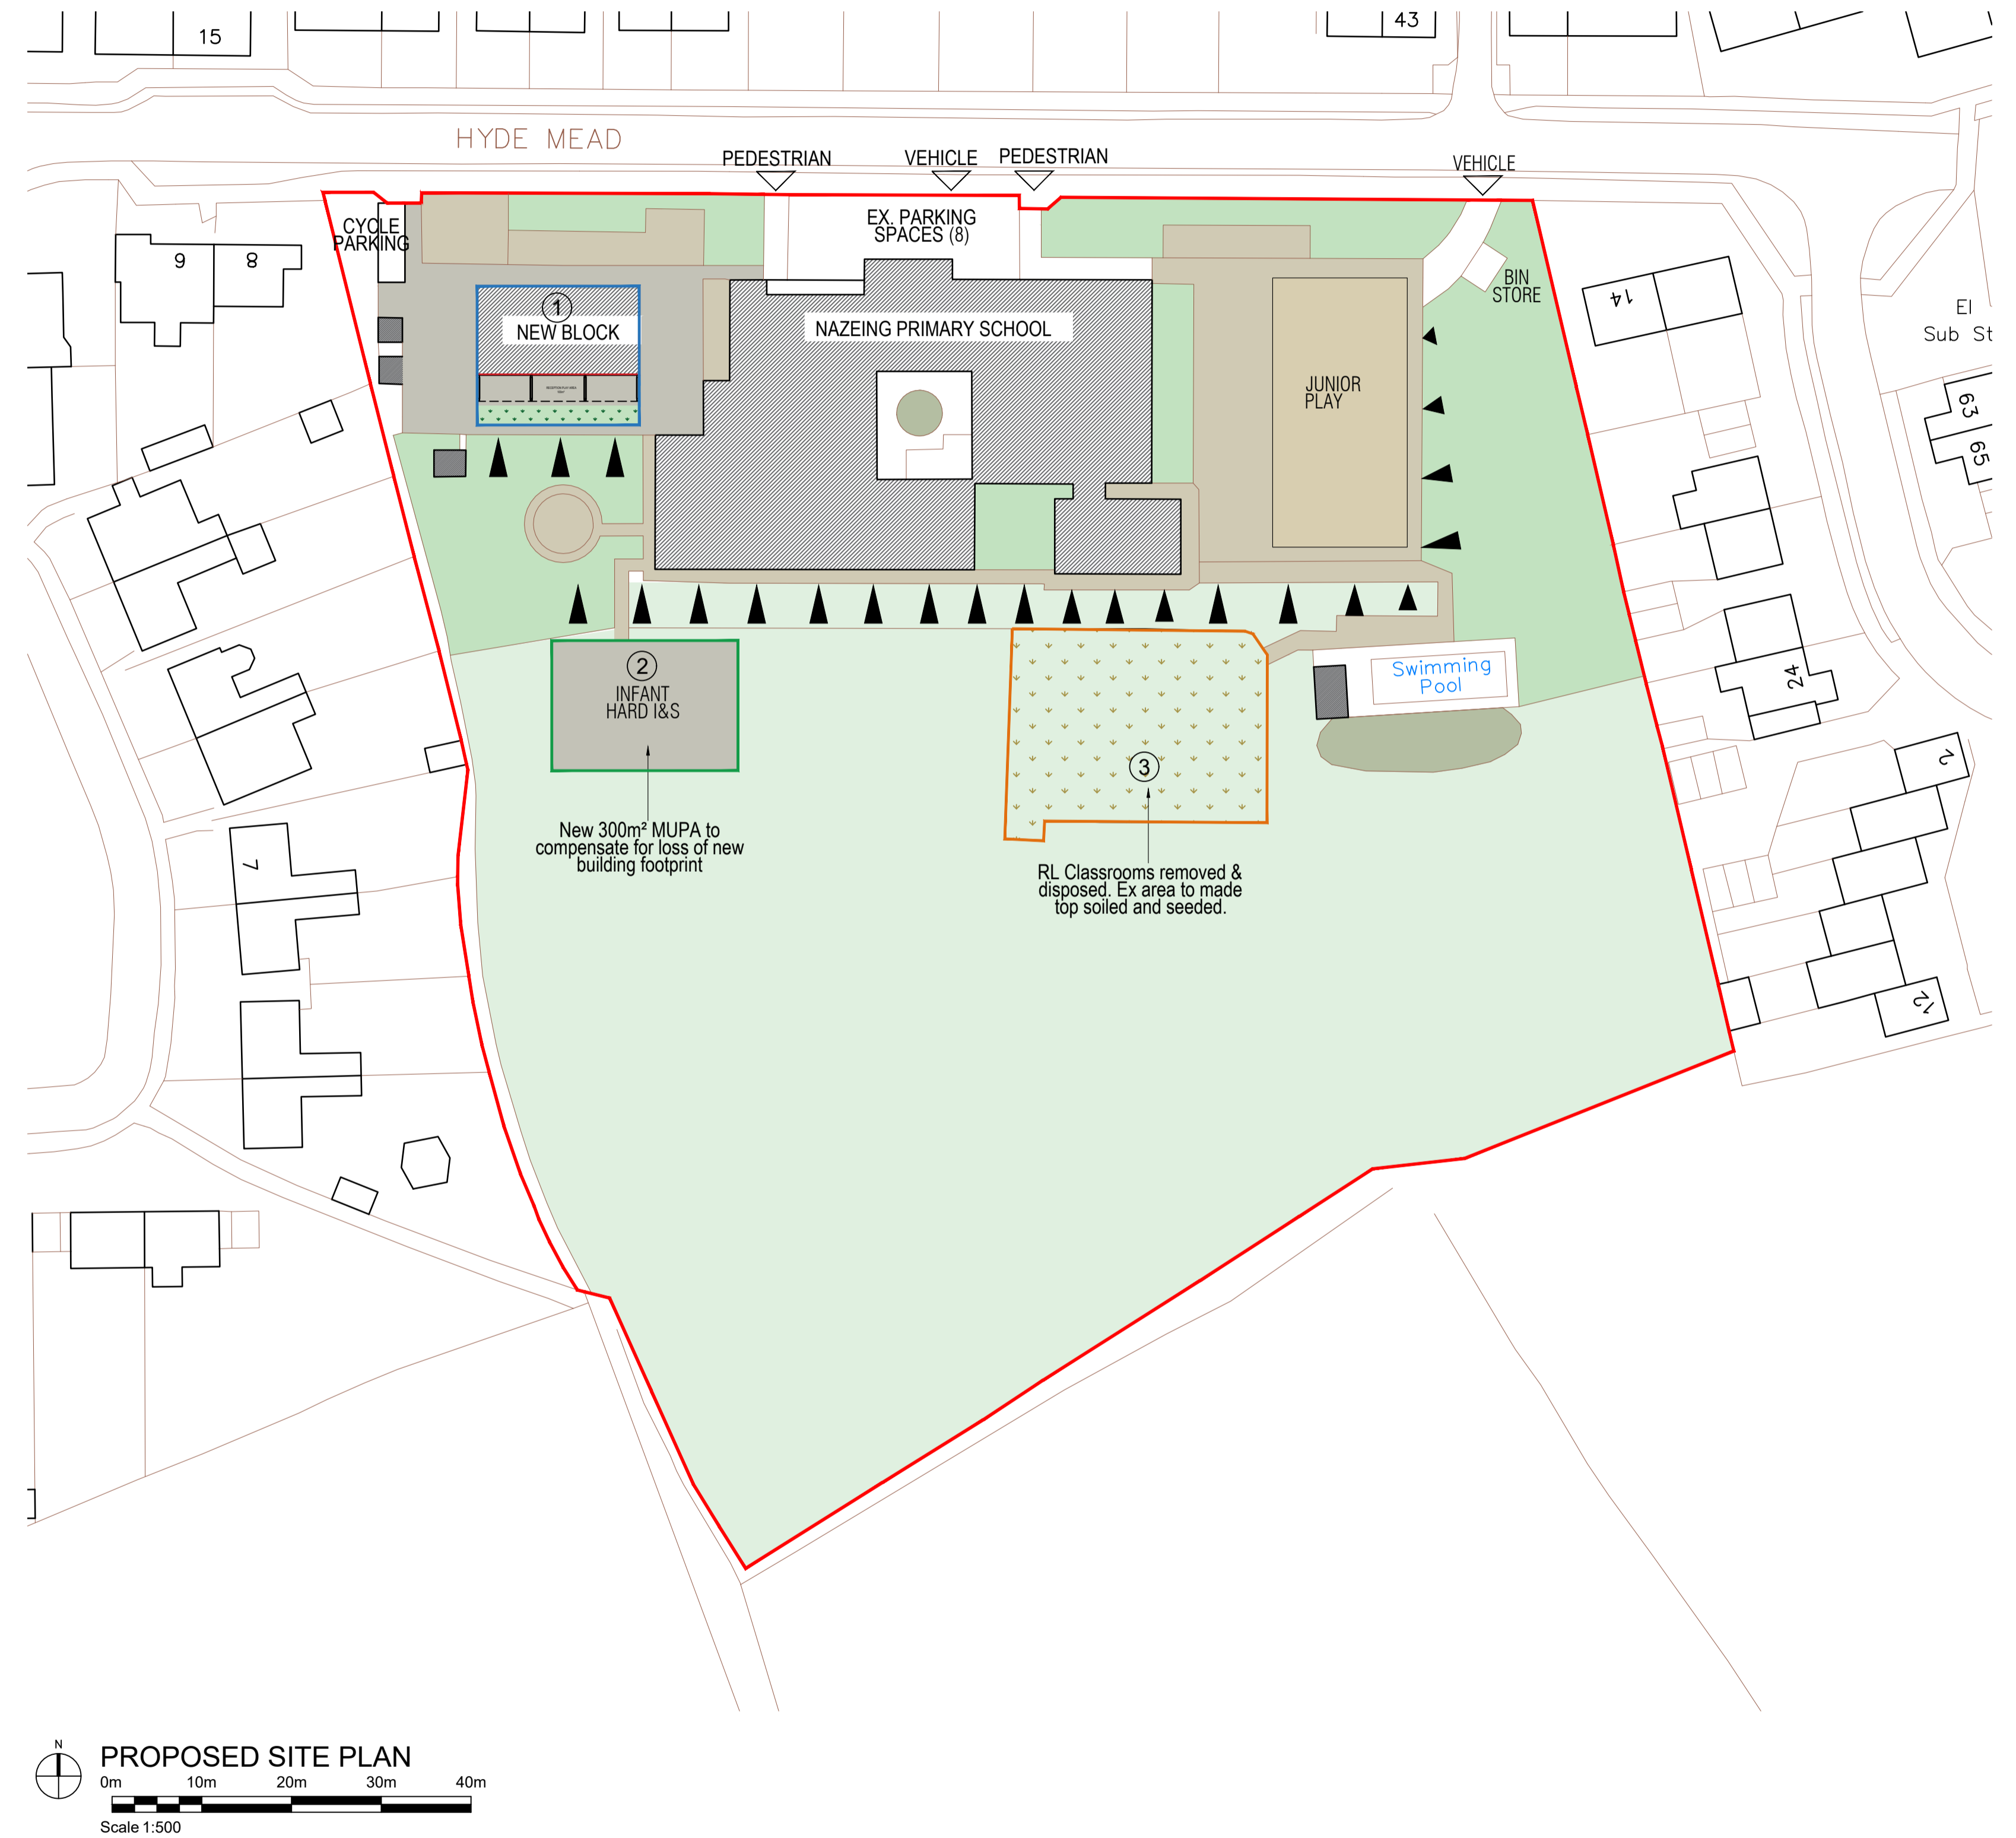 15
43
HYDE MEAD
PEDESTRIAN
VEHICLE
PEDESTRIAN
VEHICLE
CYCLE
PARKING
EX. PARKING
SPACES (8)
9
8
BIN
STORE
14
El
Sub St
1
NEW BLOCK
NAZEING PRIMARY SCHOOL
JUNIOR
PLAY
63
65
2
INFANT
HARD I&S
Swimming
Pool
24
3
2
New 300m² MUPA to
compensate for loss of new
building footprint
7
RL Classrooms removed &
disposed. Ex area to made
top soiled and seeded.
12
N
PROPOSED SITE PLAN
0m 10m 20m 30m 40m
Scale 1:500